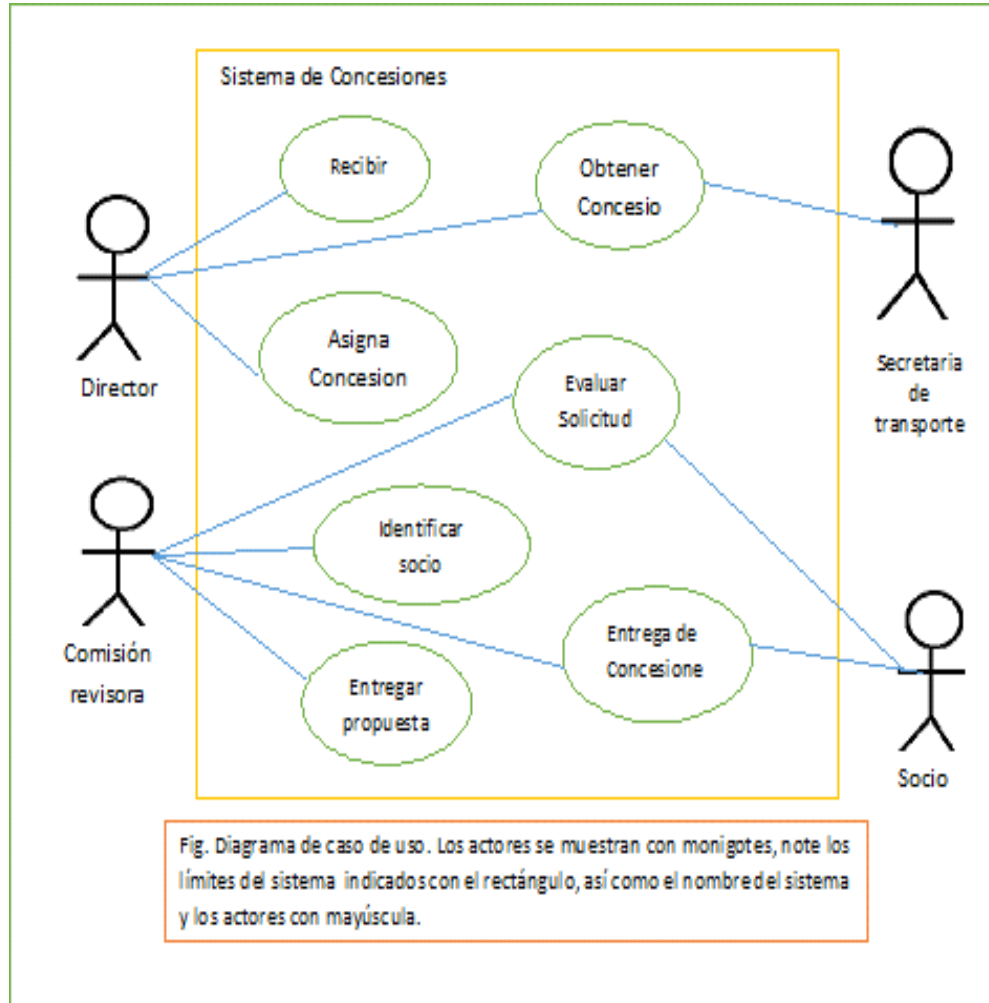 Sistema de Concesiones
Recibir
Obtener
Concesio
Asigna
Concesion
Director
Evaluar
Solicitud
Secretaria
de
transporte
Identificar
socio
Comisión
revisora
Entrega de
Concesione
Entregar
propuesta
Socio
Fig. Diagrama de caso de uso. Los actores se muestran con monigotes, note los
límites del sistema indicados con el rectángulo, así como el nombre del sistema
y los actores con mayúscula.